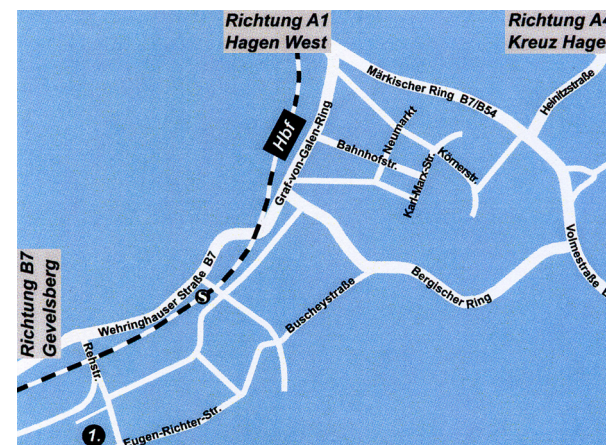 Richtung A1
Hagen West
Richtung A4
Kreuz Hage
Märkischer Ring B7/B54
Heinitzstraße
Hbf
Graf-von-Galen-Ring
Neumarkt
Bahnhofstr.
Körnerstr.
Karl-Marx-Str.
Volmestraße B
Bergischer Ring
Buscheystraße
Wehringhauser Straße B7
S
Richtung B7
Gevelsberg
Rehstr.
Eugen-Richter-Str.
1.